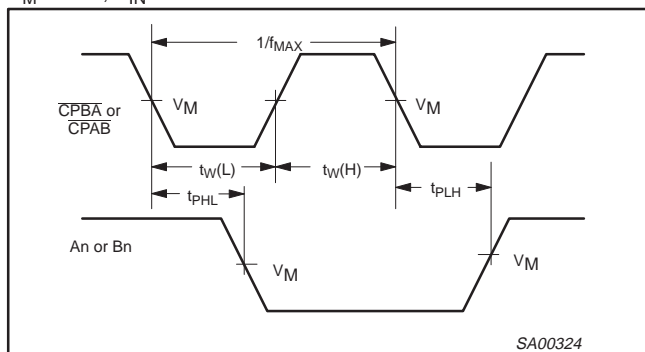 1/fMAX
CPBA or
CPAB
VM
VM
tW(L)
tW(H)
tPHL
tPLH
An or Bn
VM
VM
SA00324